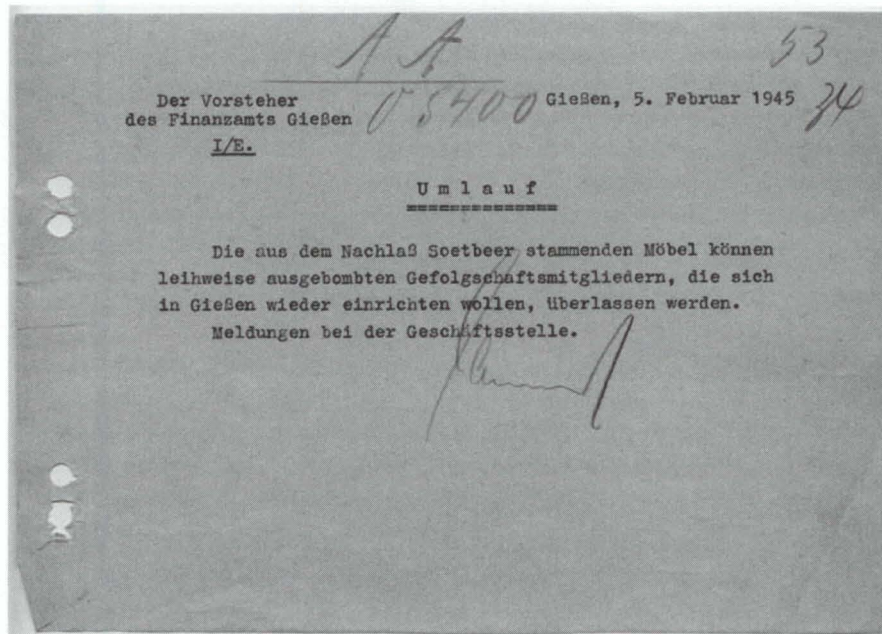 A A
53
Der Vorsteher
des Finanzamts Gießen
O 5400
Gießen, 5. Februar 1945
I/E.
U m l a u f
==============
Die aus dem Nachlaß Soetbeer stammenden Möbel können
leihweise ausgebombten Gefolgschaftsmitgliedern, die sich
in Gießen wieder einrichten wollen, überlassen werden.
Meldungen bei der Geschäftsstelle.